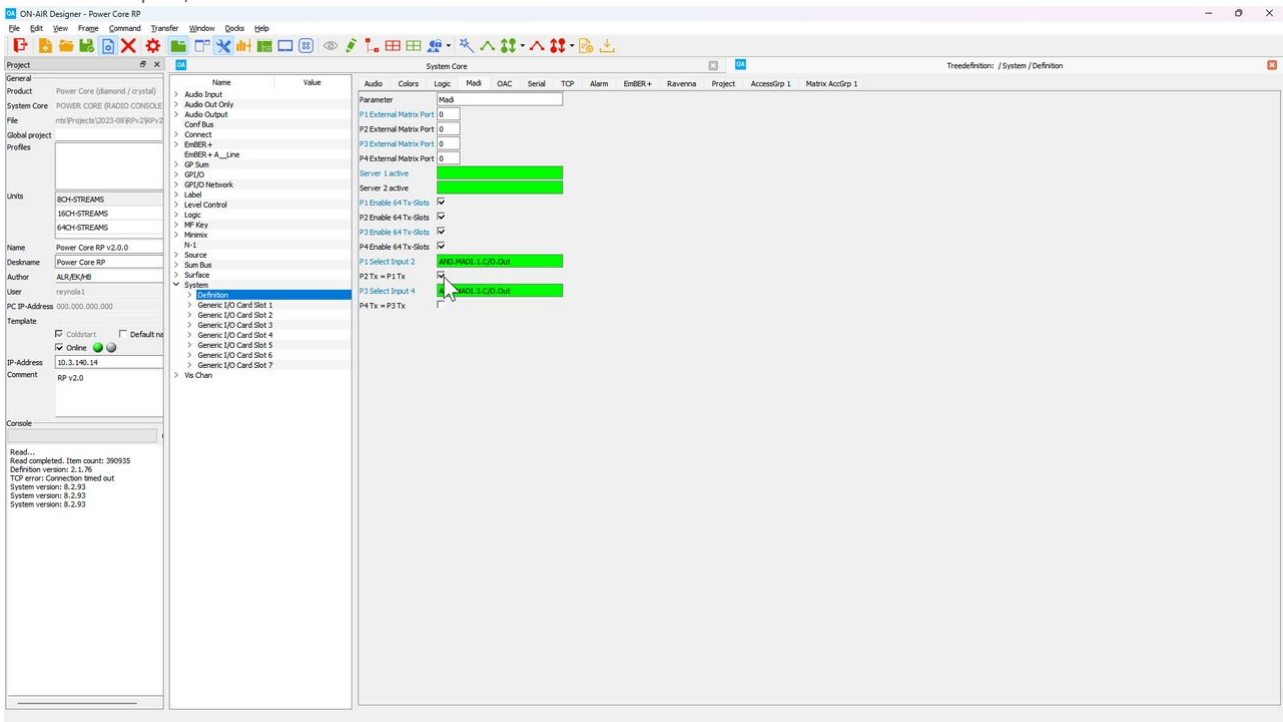 ON-AIR Designer - Power Core RP
File Edit View Frame Command Transfer Window Docks Help
Project
System Core
Treedefinition: / System / Definition
General
Product Power Core (diamond / crystal)
System Core POWER CORE (RADIO CONSOLE
File nts\Projects\2023-08\RPv2\RPv2
Global project
Profiles
Units
8CH-STREAMS
16CH-STREAMS
64CH-STREAMS
Name Power Core RP v2.0.0
Deskname Power Core RP
Author ALR/EK/HB
User reynola1
PC IP-Address 000.000.000.000
Template
Coldstart Default na
Online
IP-Address 10.3.140.14
Comment RP v2.0
Console
Read...
Read completed. Item count: 390935
Definition version: 2.1.76
TCP error: Connection timed out
System version: 8.2.93
System version: 8.2.93
System version: 8.2.93
Name Value
Audio Input
Audio Out Only
Audio Output
Conf Bus
Connect
EmBER+
EmBER+ A__Line
GP Sum
GPI/O
GPI/O Network
Label
Level Control
Logic
MF Key
Minimix
N-1
Source
Sum Bus
Surface
System
Definition
Generic I/O Card Slot 1
Generic I/O Card Slot 2
Generic I/O Card Slot 3
Generic I/O Card Slot 4
Generic I/O Card Slot 5
Generic I/O Card Slot 6
Generic I/O Card Slot 7
Vis Chan
Audio Colors Logic Madi OAC Serial TCP Alarm EmBER+ Ravenna Project AccessGrp 1 Matrix AccGrp 1
Parameter Madi
P1 External Matrix Port 0
P2 External Matrix Port 0
P3 External Matrix Port 0
P4 External Matrix Port 0
Server 1 active
Server 2 active
P1 Enable 64 Tx-Slots
P2 Enable 64 Tx-Slots
P3 Enable 64 Tx-Slots
P4 Enable 64 Tx-Slots
P1 Select Input 2 AND.MADI.1.C/O.Out
P2 Tx = P1 Tx
P3 Select Input 4 .3.C/O.Out
P4 Tx = P3 Tx